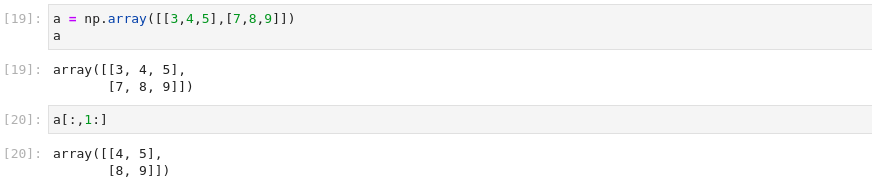 [19]: a = np.array([[3,4,5],[7,8,9]])
a
[19]: array([[3, 4, 5],
       [7, 8, 9]])
[20]: a[:,1:]
[20]: array([[4, 5],
       [8, 9]])